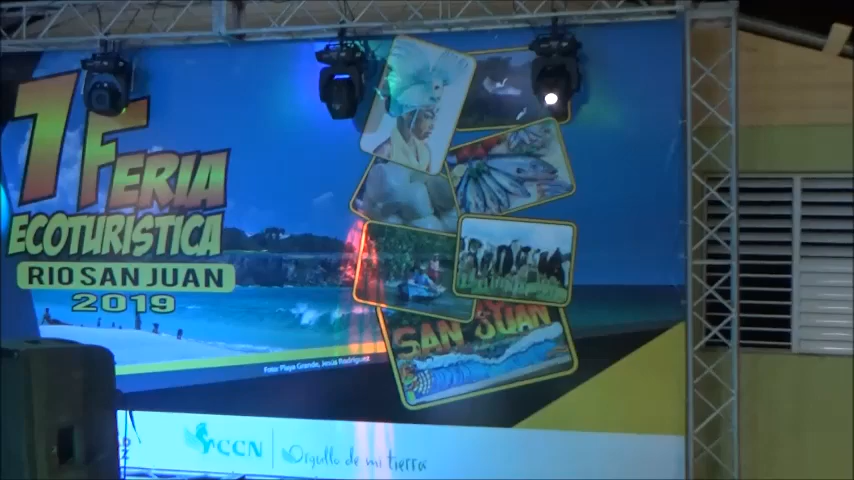 1 FERIA
ECOTURISTICA
RIO SAN JUAN
2019
SAN JUAN
Foto: Playa Grande, Jesús Rodríguez
CCN
Orgullo de mi tierra